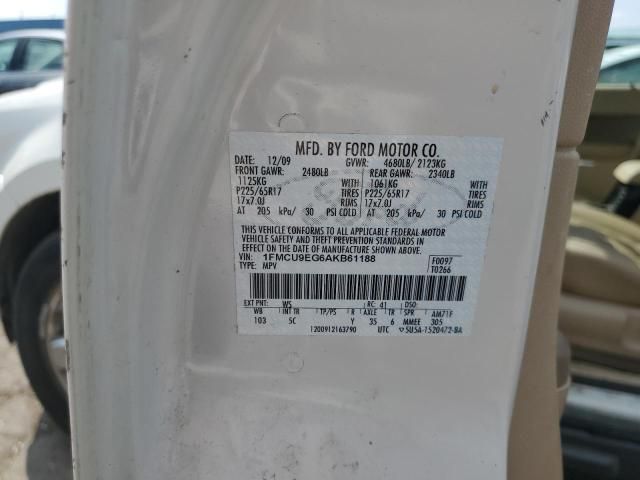 MFD. BY FORD MOTOR CO.
DATE: 12/09 GVWR: 4680LB/ 2123KG
FRONT GAWR: 2480LB REAR GAWR: 2340LB
1125KG WITH 1061KG WITH
P225/65R17 TIRES P225/65R17 TIRES
17x7.0J RIMS 17x7.0J RIMS
AT 205 kPa/ 30 PSI COLD AT 205 kPa/ 30 PSI COLD
THIS VEHICLE CONFORMS TO ALL APPLICABLE FEDERAL MOTOR
VEHICLE SAFETY AND THEFT PREVENTION STANDARDS IN
EFFECT ON THE DATE OF MANUFACTURE SHOWN ABOVE.
VIN: 1FMCU9EG6AKB61188 F0097
TYPE: MPV T0266
EXT PNT: WS RC: 41 DSO:
WB INT TR TP/PS R AXLE TR SPR AM71F
103 5C Y 35 6 MMEE 305
1200912163790 UTC 5U5A-1520472-BA